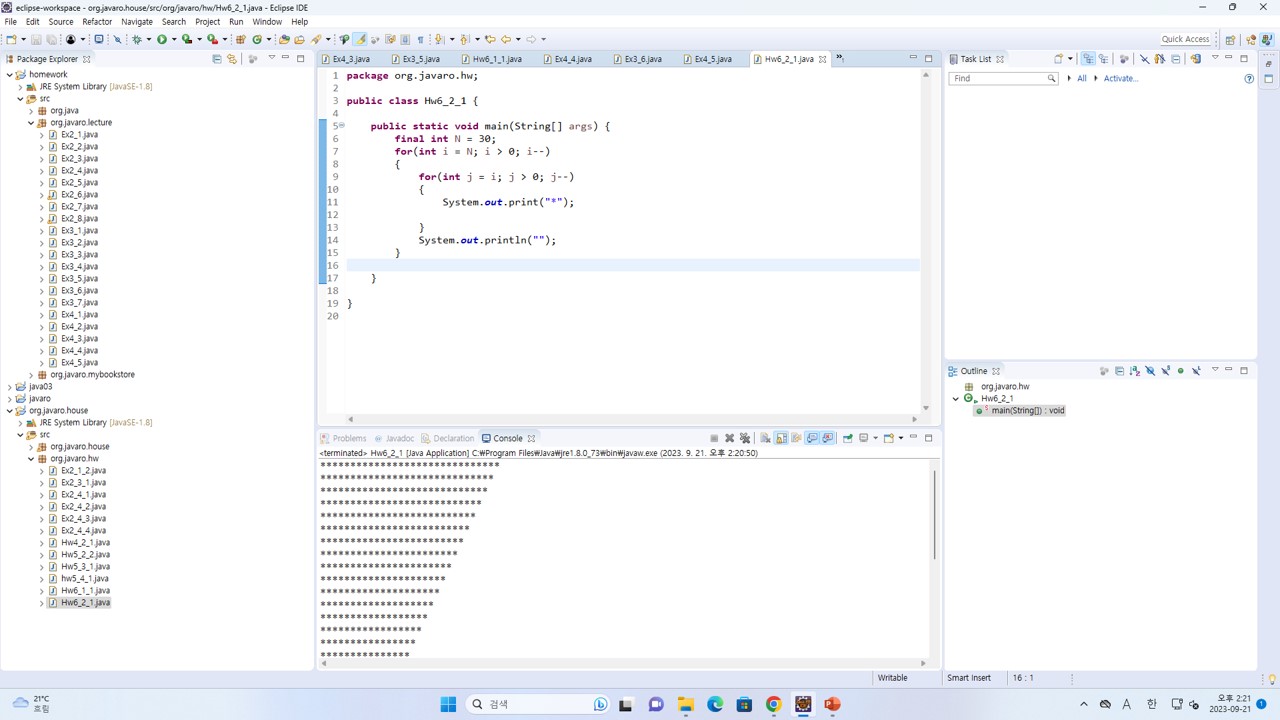 eclipse-workspace - org.javaro.house/src/org/javaro/hw/Hw6_2_1.java - Eclipse IDE
File Edit Source Refactor Navigate Search Project Run Window Help
Quick Access
Package Explorer
homework
JRE System Library [JavaSE-1.8]
src
org.java
org.javaro.lecture
Ex2_1.java
Ex2_2.java
Ex2_3.java
Ex2_4.java
Ex2_5.java
Ex2_6.java
Ex2_7.java
Ex2_8.java
Ex3_1.java
Ex3_2.java
Ex3_3.java
Ex3_4.java
Ex3_5.java
Ex3_6.java
Ex3_7.java
Ex4_1.java
Ex4_2.java
Ex4_3.java
Ex4_4.java
Ex4_5.java
org.javaro.mybookstore
java03
javaro
org.javaro.house
JRE System Library [JavaSE-1.8]
src
org.javaro.house
org.javaro.hw
Ex2_1_2.java
Ex2_3_1.java
Ex2_4_1.java
Ex2_4_2.java
Ex2_4_3.java
Ex2_4_4.java
Hw4_2_1.java
Hw5_2_2.java
Hw5_3_1.java
hw5_4_1.java
Hw6_1_1.java
Hw6_2_1.java
Ex4_3.java Ex3_5.java Hw6_1_1.java Ex4_4.java Ex3_6.java Ex4_5.java Hw6_2_1.java
1 package org.javaro.hw;
2
3 public class Hw6_2_1 {
4
5 public static void main(String[] args) {
6 final int N = 30;
7 for(int i = N; i > 0; i--)
8 {
9 for(int j = i; j > 0; j--)
10 {
11 System.out.print("*");
12
13 }
14 System.out.println("");
15 }
16
17 }
18
19 }
20
Problems Javadoc Declaration Console
<terminated> Hw6_2_1 [Java Application] C:₩Program Files₩Java₩jre1.8.0_73₩bin₩javaw.exe (2023. 9. 21. 오후 2:20:50)
******************************
*****************************
****************************
***************************
**************************
*************************
************************
***********************
**********************
*********************
********************
*******************
******************
*****************
****************
***************
Task List
Find All Activate...
Outline
org.javaro.hw
Hw6_2_1
main(String[]) : void
Writable Smart Insert 16 : 1
21°C
흐림
검색
A 한
오후 2:21
2023-09-21